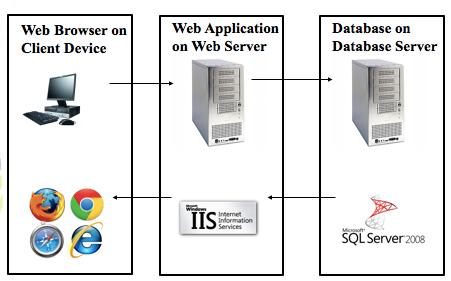 Web Browser on
Client Device
Web Application
on Web Server
Database on
Database Server
Microsoft
Windows
IIS
Internet
Information
Services
Microsoft
SQL Server 2008